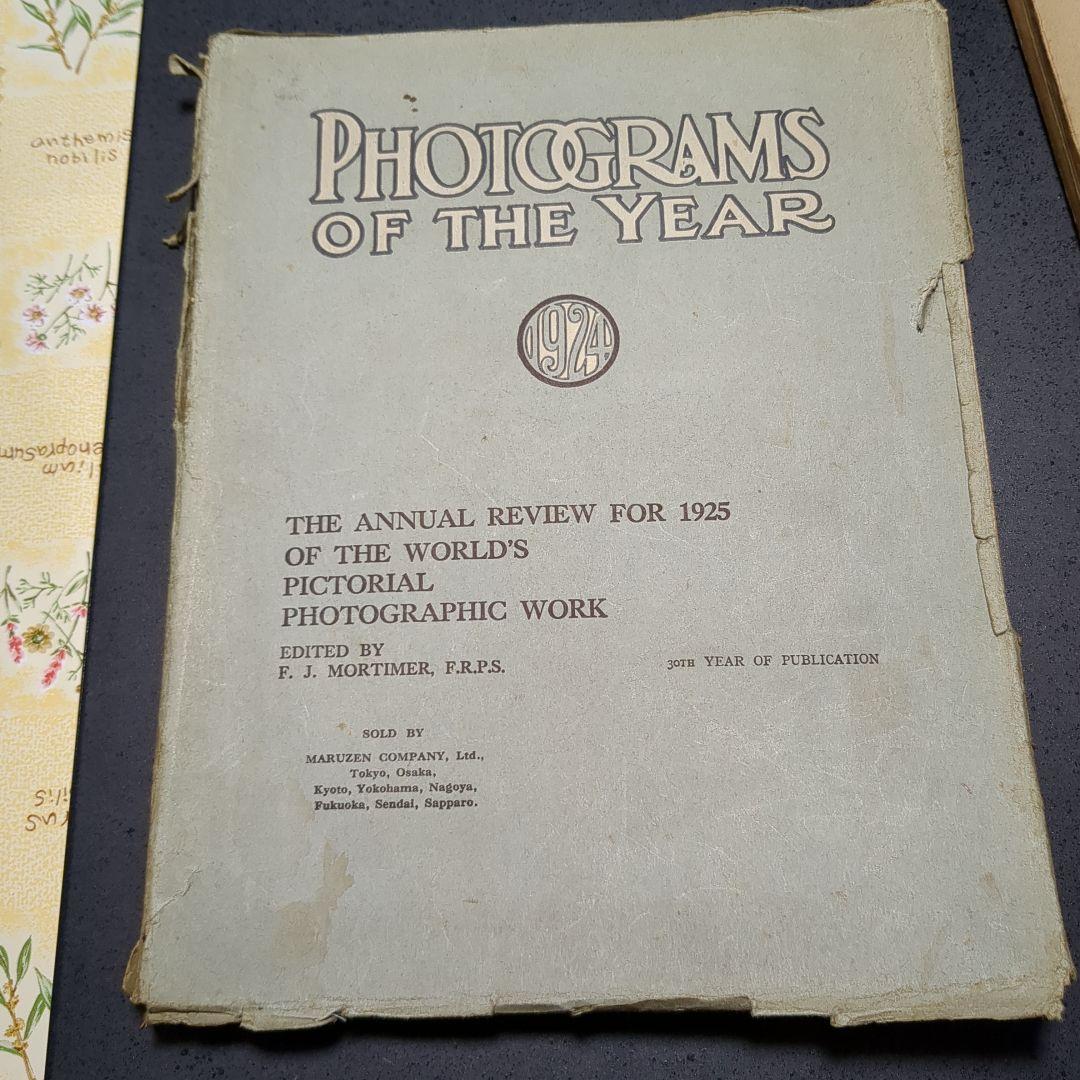 PHOTOGRAMS
OF THE YEAR
1924
THE ANNUAL REVIEW FOR 1925
OF THE WORLD'S
PICTORIAL
PHOTOGRAPHIC WORK
EDITED BY
F. J. MORTIMER, F.R.P.S.
30TH YEAR OF PUBLICATION
SOLD BY
MARUZEN COMPANY, Ltd.,
Tokyo, Osaka,
Kyoto, Yokohama, Nagoya,
Fukuoka, Sendai, Sapparo.
anthemis
nobilis